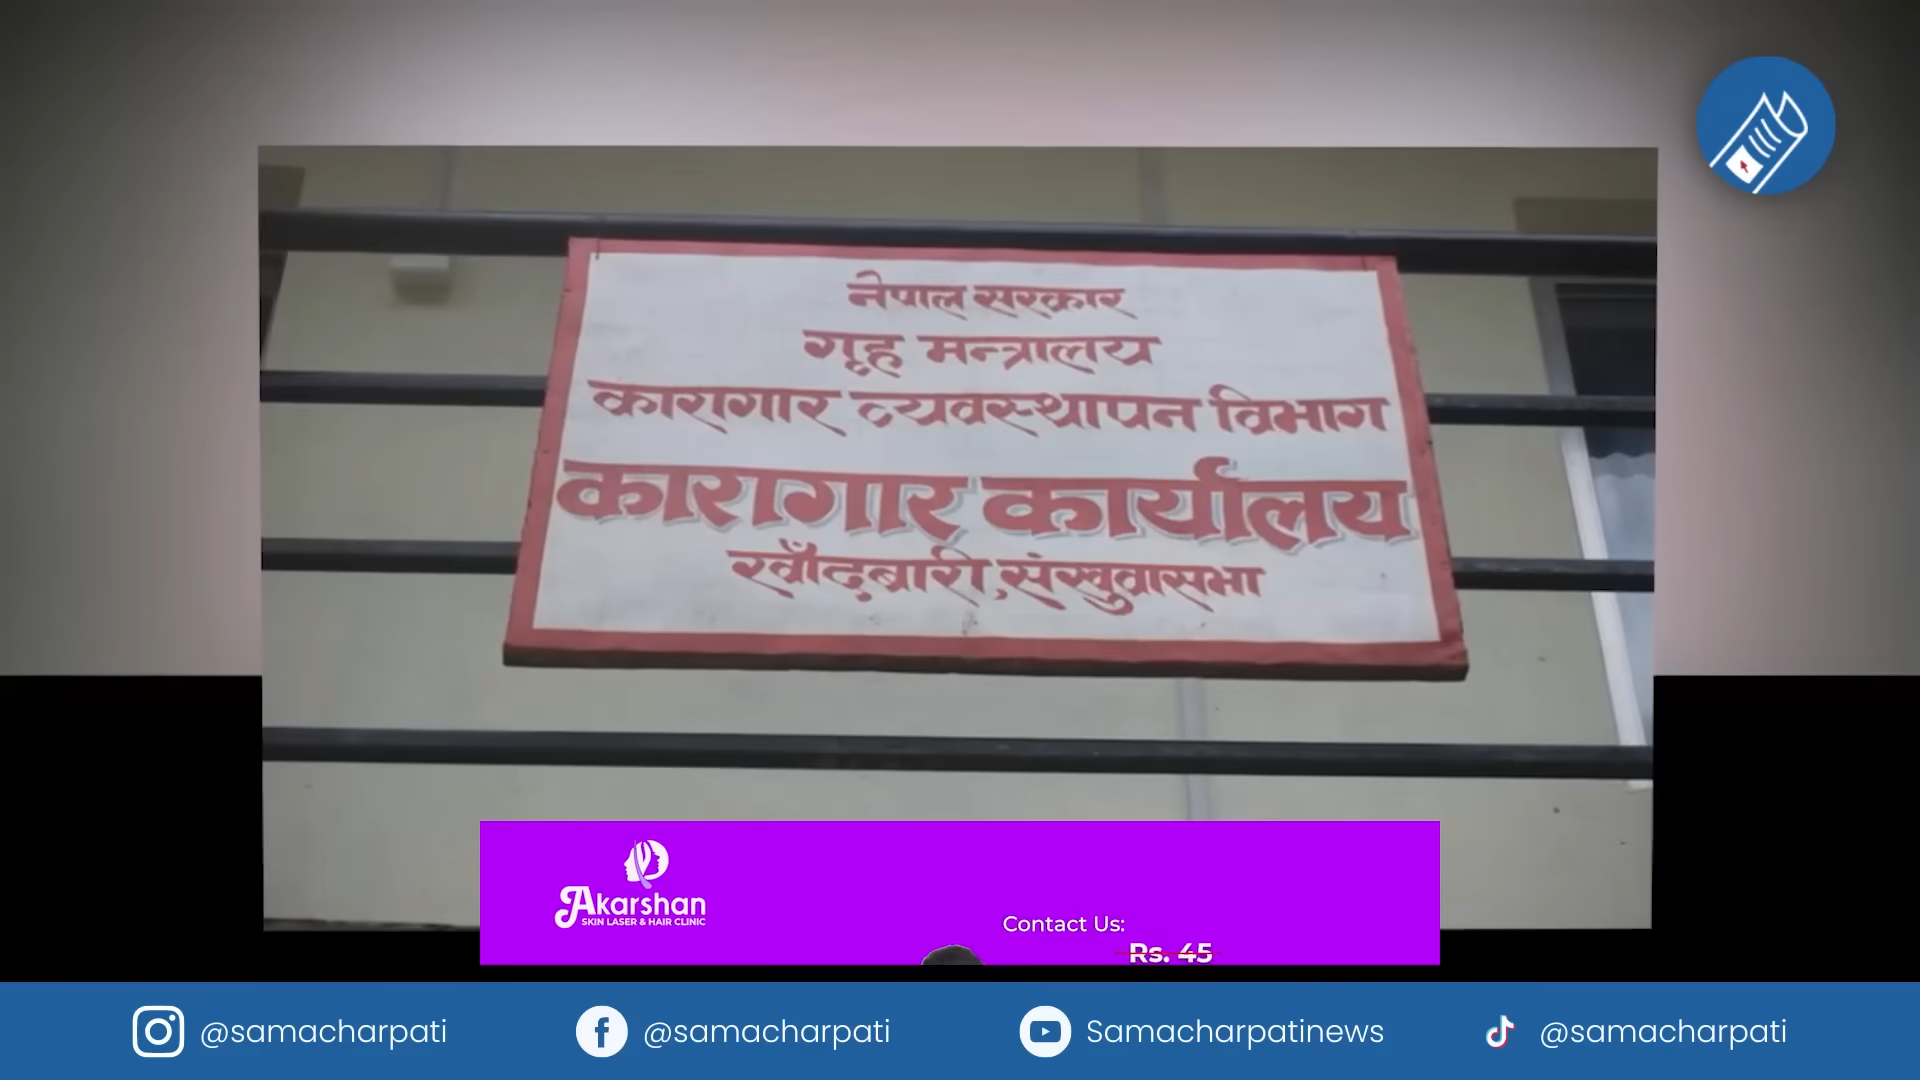 नेपाल सरकार
गृह मन्त्रालय
कारागार व्यवस्थापन विभाग
कारागार कार्यालय
खाँदबारी, संखुवासभा
Akarshan
SKIN LASER & HAIR CLINIC
Contact Us:
Rs. 45
@samacharpati
@samacharpati
Samacharpatinews
@samacharpati